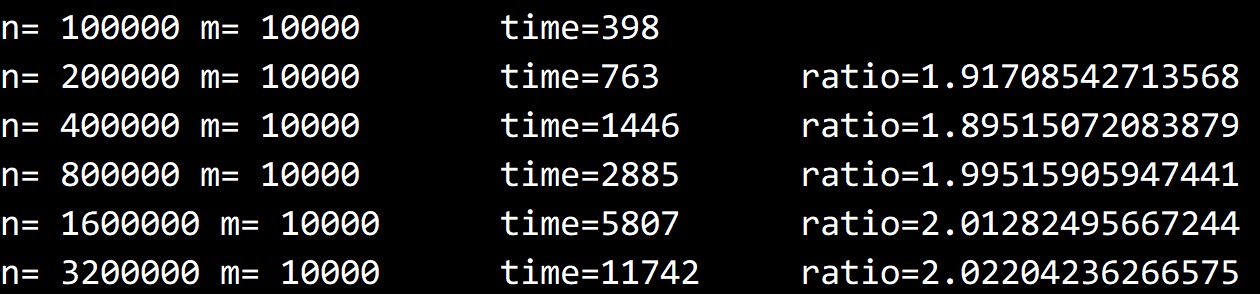 n= 100000 m= 10000       time=398
n= 200000 m= 10000       time=763       ratio=1.91708542713568
n= 400000 m= 10000       time=1446      ratio=1.89515072083879
n= 800000 m= 10000       time=2885      ratio=1.99515905947441
n= 1600000 m= 10000      time=5807      ratio=2.01282495667244
n= 3200000 m= 10000      time=11742     ratio=2.02204236266575